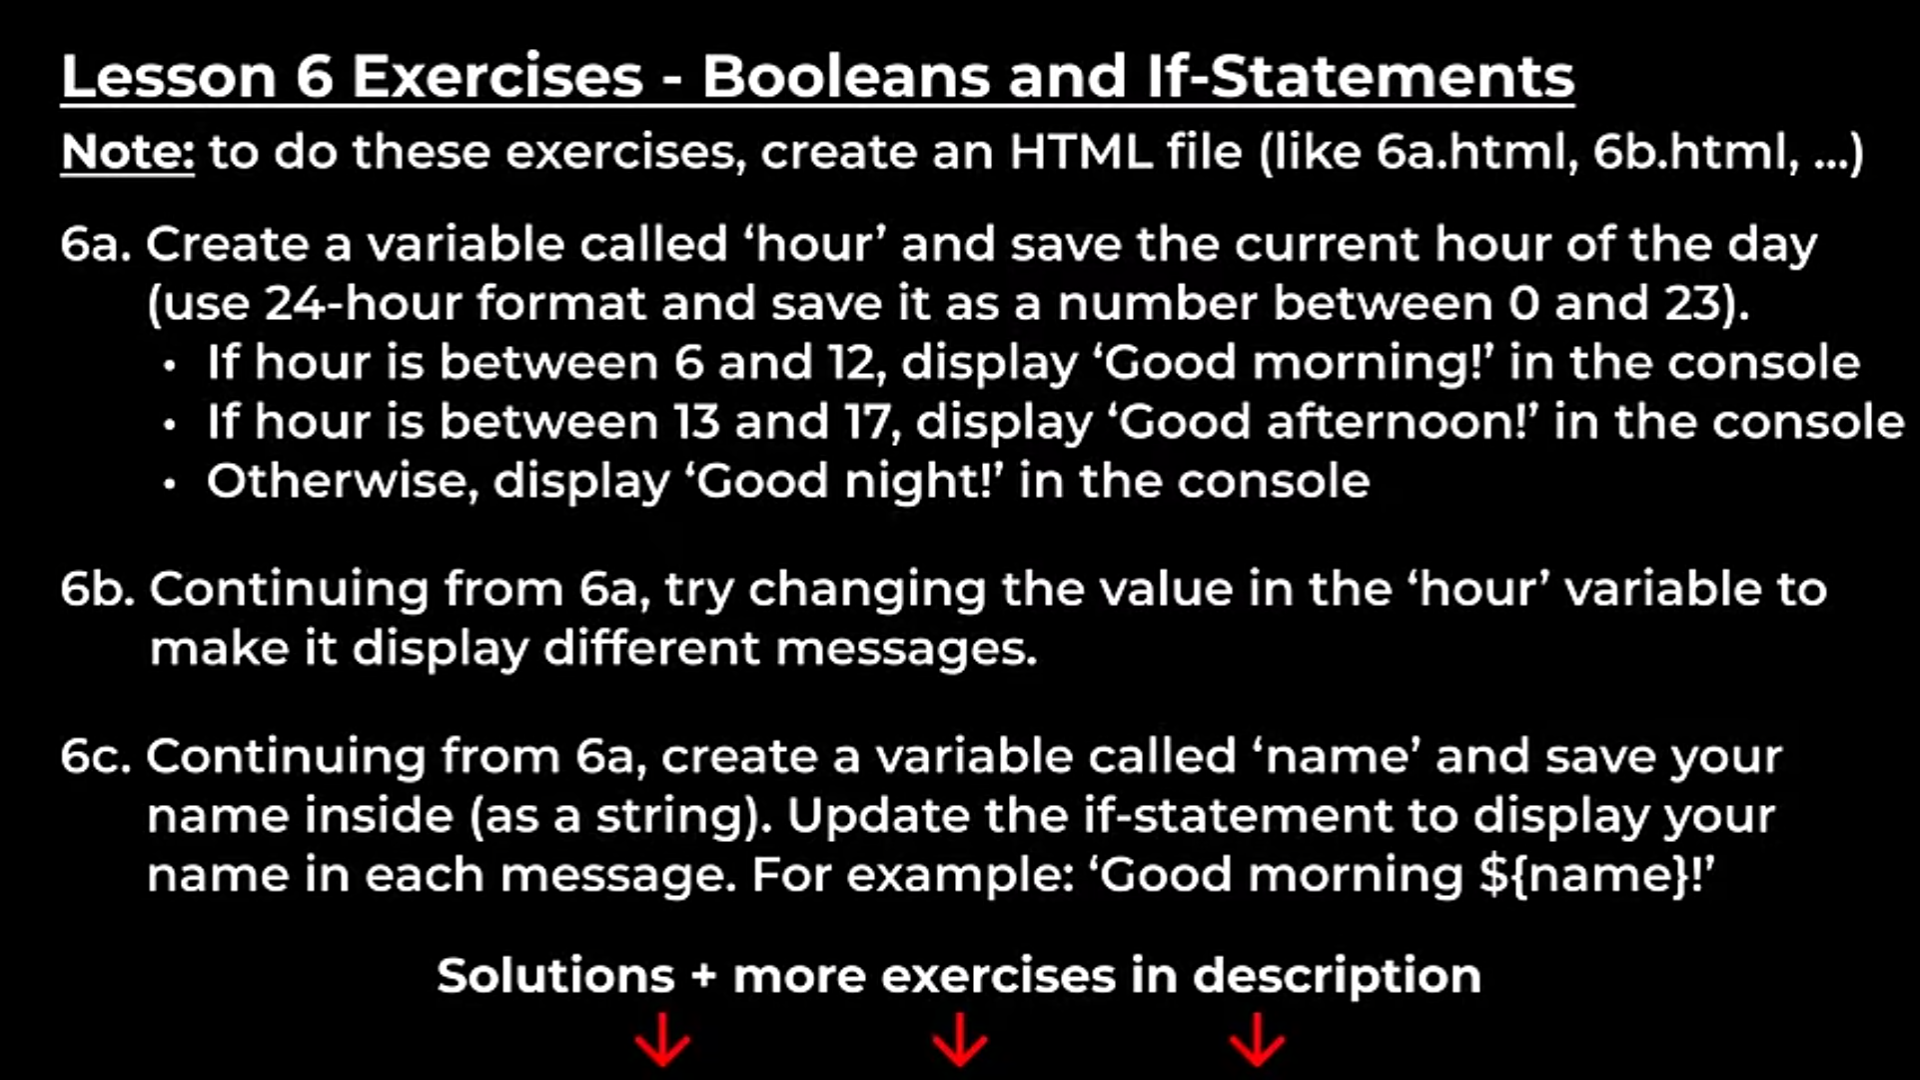 Lesson 6 Exercises - Booleans and If-Statements
Note: to do these exercises, create an HTML file (like 6a.html, 6b.html, ...)
6a. Create a variable called ‘hour’ and save the current hour of the day
(use 24-hour format and save it as a number between 0 and 23).
• If hour is between 6 and 12, display ‘Good morning!’ in the console
• If hour is between 13 and 17, display ‘Good afternoon!’ in the console
• Otherwise, display ‘Good night!’ in the console
6b. Continuing from 6a, try changing the value in the ‘hour’ variable to
make it display different messages.
6c. Continuing from 6a, create a variable called ‘name’ and save your
name inside (as a string). Update the if-statement to display your
name in each message. For example: ‘Good morning ${name}!’
Solutions + more exercises in description